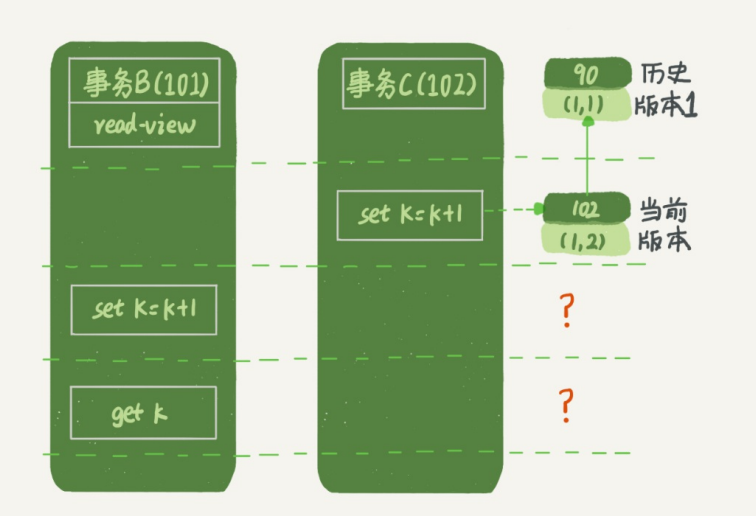 事务B(101)
read-view
事务C(102)
90
(1,1)
历史
版本1
set k=k+1
102
(1,2)
当前
版本
set k=k+1
?
get k
?